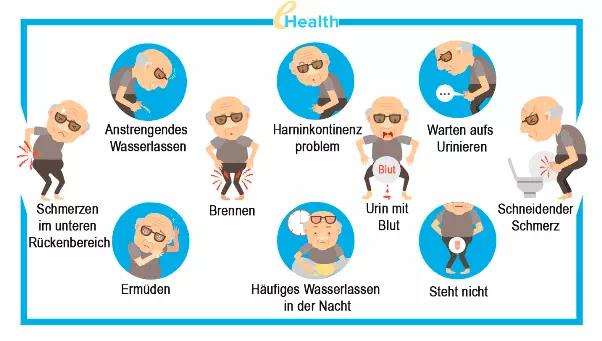 eHealth
Anstrengendes
Wasserlassen
Harninkontinenz
problem
Warten aufs
Urinieren
Schmerzen
im unteren
Rückenbereich
Brennen
Blut
Urin mit
Blut
Schneidender
Schmerz
Ermüden
Häufiges Wasserlassen
in der Nacht
Steht nicht